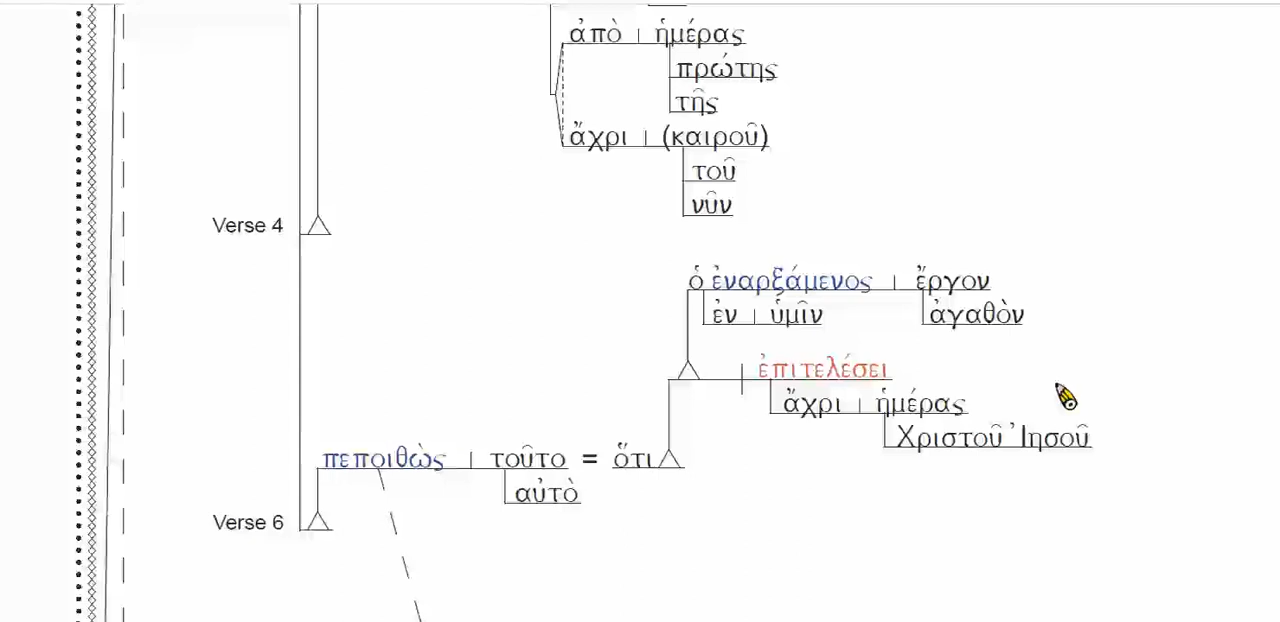 ἀπὸ ἡμέρας
πρώτης
τῆς
ἄχρι (καιροῦ)
τοῦ
νῦν
Verse 4
ὁ ἐναρξάμενος ἔργον
ἐν ὑμῖν ἀγαθὸν
ἐπιτελέσει
ἄχρι ἡμέρας
Χριστοῦ Ἰησοῦ
πεποιθὼς τοῦτο = ὅτι
αὐτὸ
Verse 6